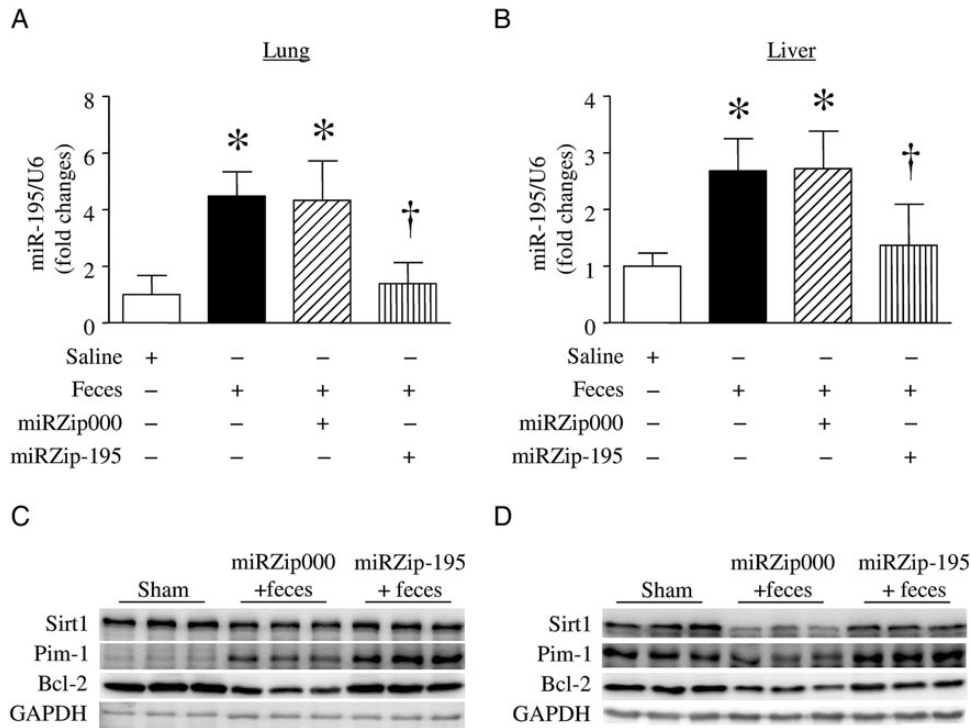 A
Lung
miR-195/U6
(fold changes)
8
6
4
2
0
*
*
†
Saline + – – –
Feces – + + +
miRZip000 – – + –
miRZip-195 – – – +
B
Liver
miR-195/U6
(fold changes)
4
3
2
1
0
*
*
†
Saline + – – –
Feces – + + +
miRZip000 – – + –
miRZip-195 – – – +
C
Sham
miRZip000
+feces
miRZip-195
+ feces
Sirt1
Pim-1
Bcl-2
GAPDH
D
Sham
miRZip000
+feces
miRZip-195
+ feces
Sirt1
Pim-1
Bcl-2
GAPDH